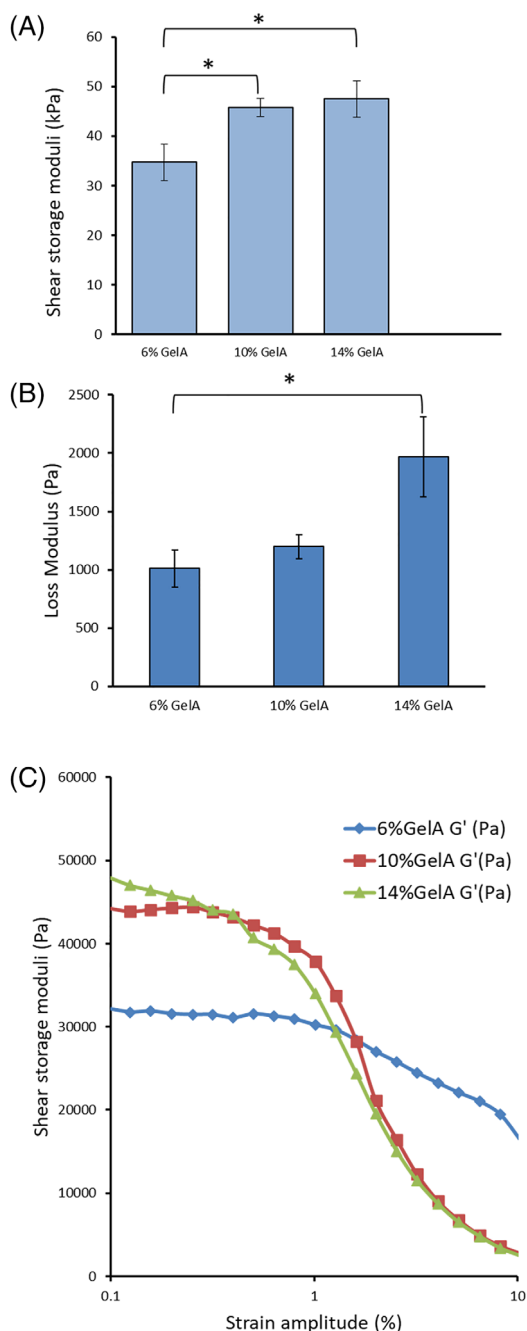 (A)
60
50
40
30
20
10
0
Shear storage moduli (kPa)
*
*
6% GelA 10% GelA 14% GelA
(B)
2500
2000
1500
1000
500
0
Loss Modulus (Pa)
*
6% GelA 10% GelA 14% GelA
(C)
60000
50000
40000
30000
20000
10000
0
Shear storage moduli (Pa)
6%GelA G' (Pa)
10%GelA G'(Pa)
14%GelA G'(Pa)
0.1 1 10
Strain amplitude (%)